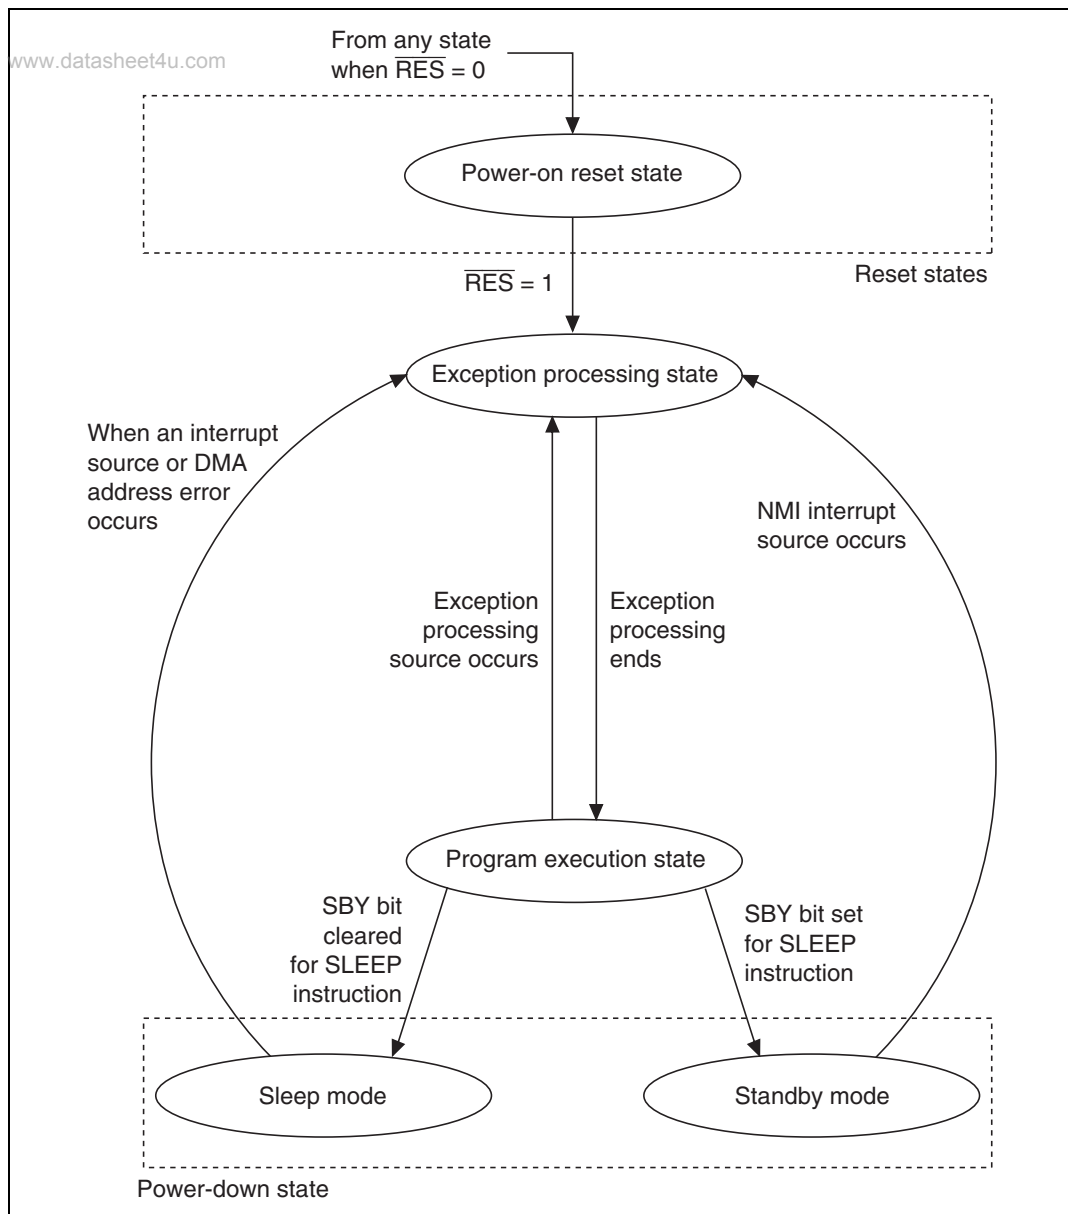 www.datasheet4u.com
From any state
when R̅E̅S̅ = 0
Power-on reset state
Reset states
R̅E̅S̅ = 1
Exception processing state
When an interrupt
source or DMA
address error
occurs
NMI interrupt
source occurs
Exception
processing
source occurs
Exception
processing
ends
Program execution state
SBY bit
cleared
for SLEEP
instruction
SBY bit set
for SLEEP
instruction
Sleep mode
Standby mode
Power-down state